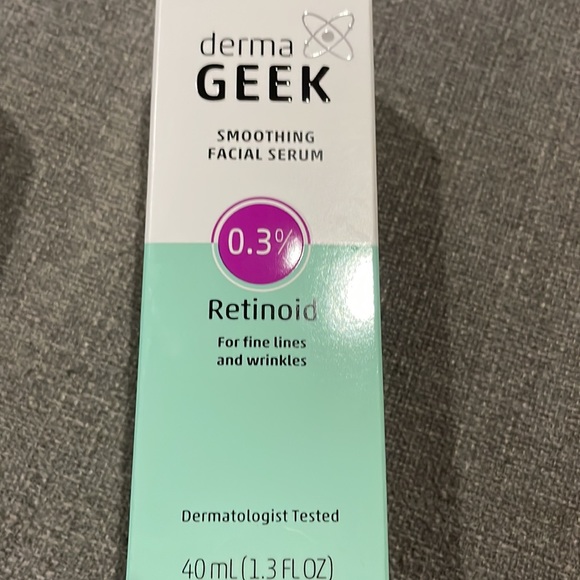 derma
GEEK
SMOOTHING
FACIAL SERUM
0.3%
Retinoid
For fine lines
and wrinkles
Dermatologist Tested
40 mL (1.3 FL OZ)